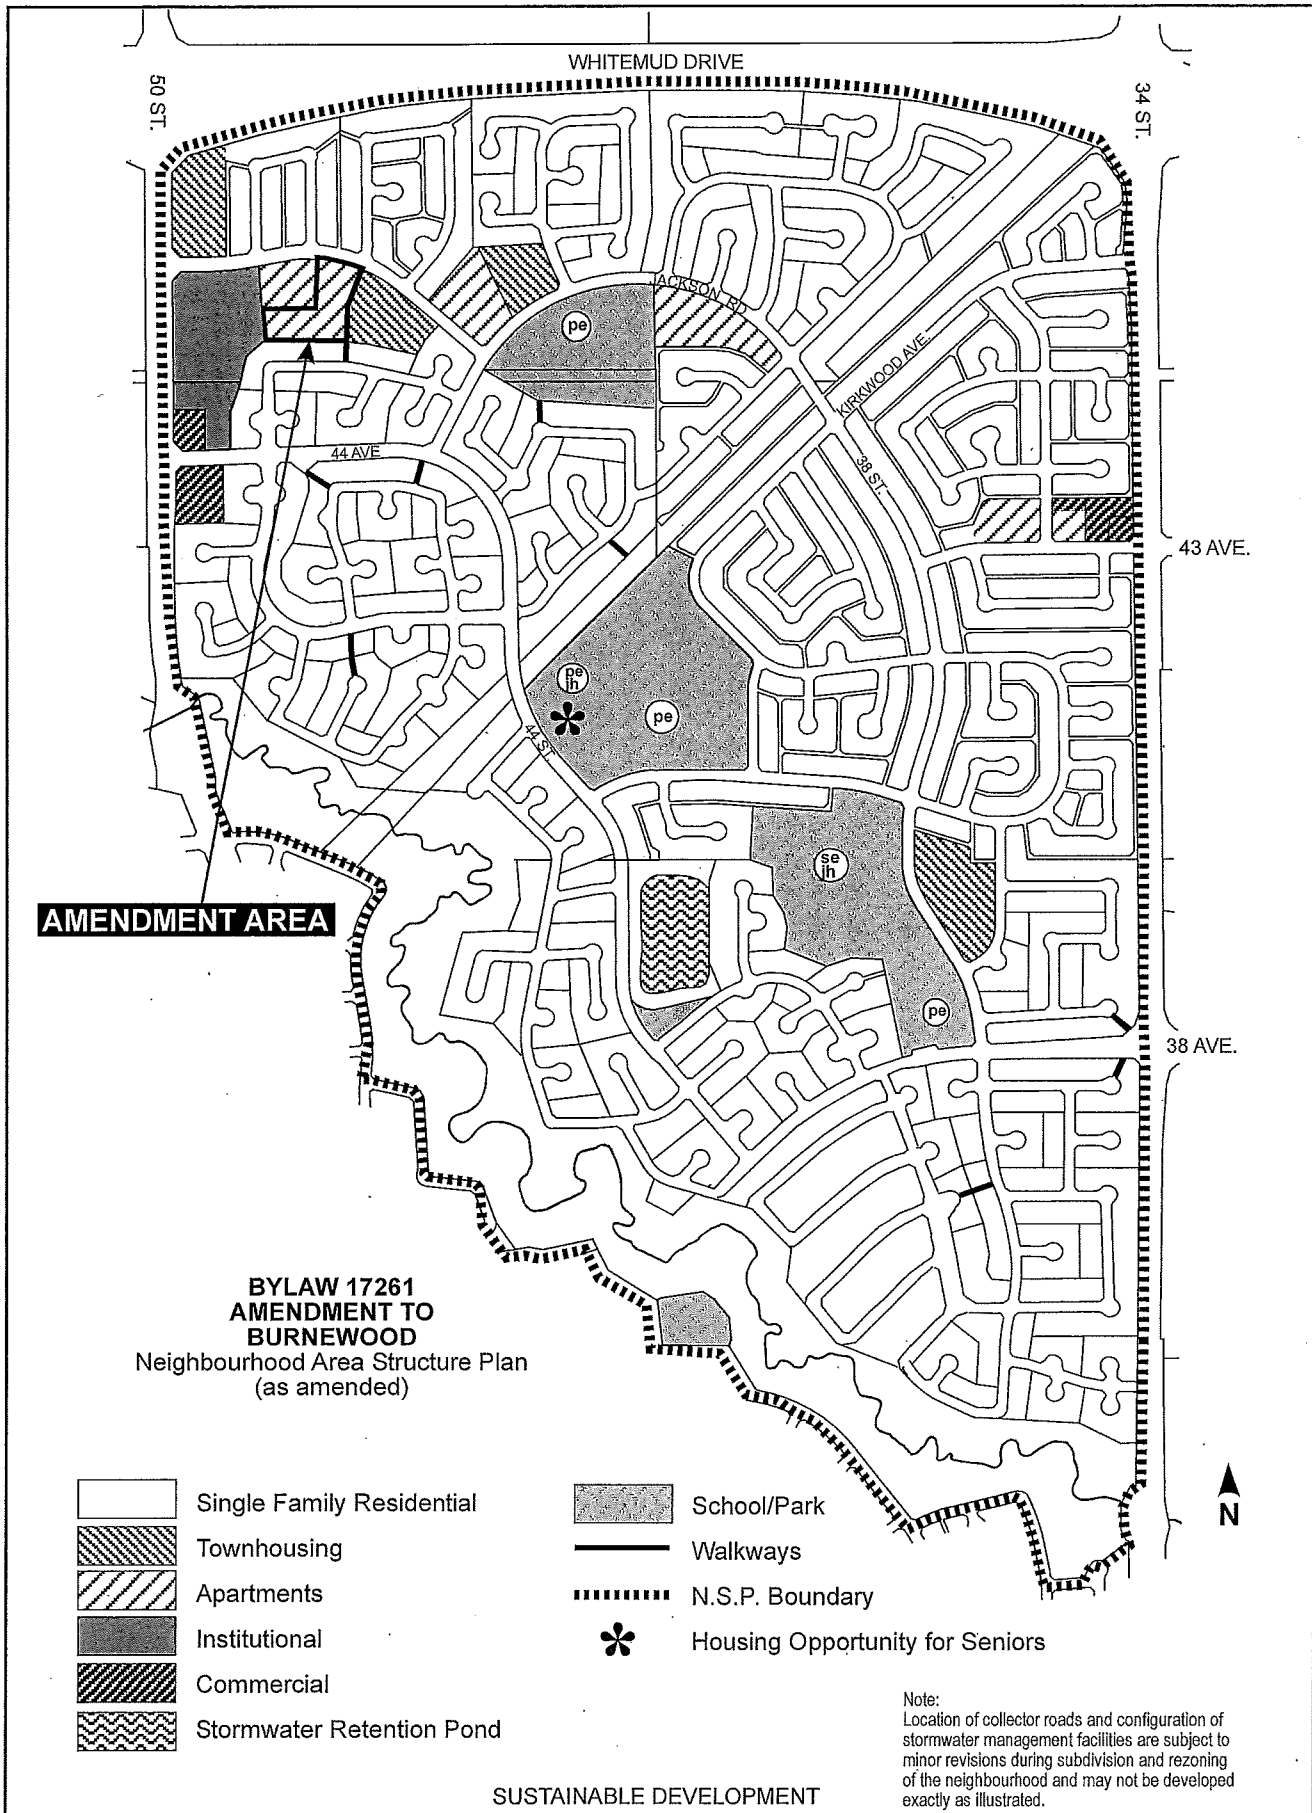 WHITEMUD DRIVE
50 ST.
34 ST.
JACKSON RD
pe
KIRKWOOD AVE.
44 AVE
38 ST.
43 AVE.
pe
jh
pe
44 ST.
se
jh
AMENDMENT AREA
pe
38 AVE.
BYLAW 17261
AMENDMENT TO
BURNEWOOD
Neighbourhood Area Structure Plan
(as amended)
Single Family Residential
Townhousing
Apartments
Institutional
Commercial
Stormwater Retention Pond
School/Park
Walkways
N.S.P. Boundary
Housing Opportunity for Seniors
N
Note:
Location of collector roads and configuration of
stormwater management facilities are subject to
minor revisions during subdivision and rezoning
of the neighbourhood and may not be developed
exactly as illustrated.
SUSTAINABLE DEVELOPMENT